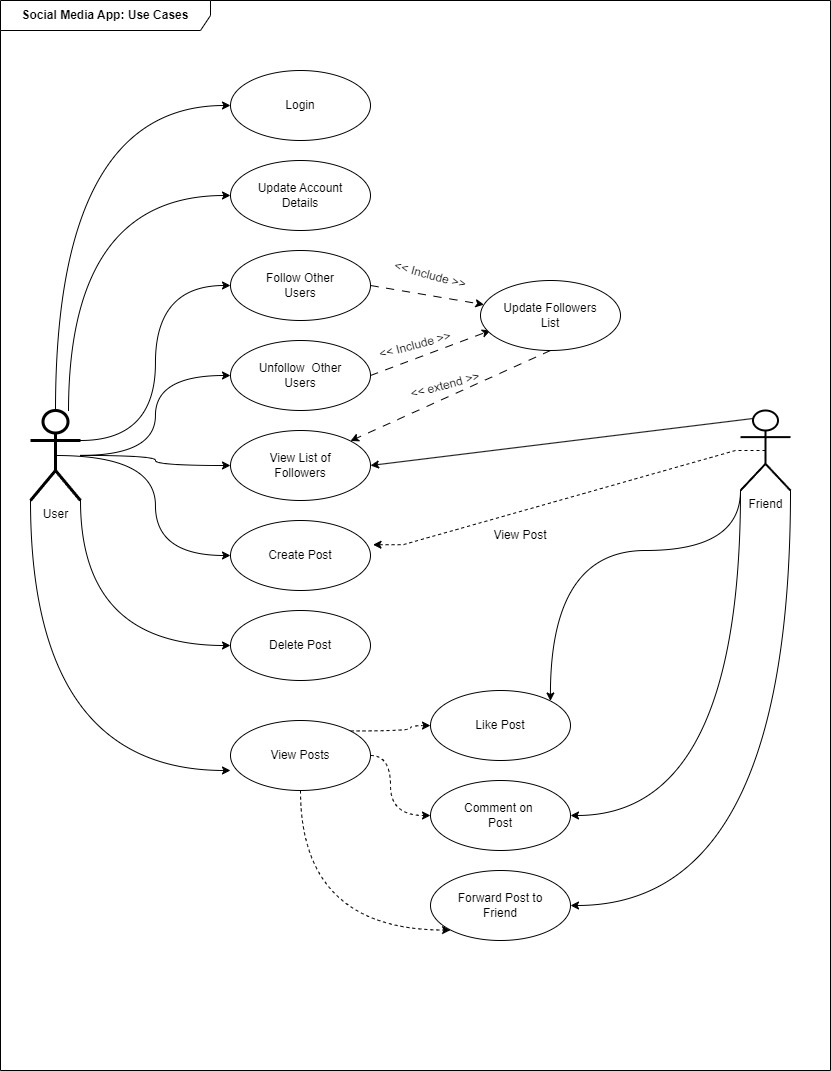 Social Media App: Use Cases
Login
Update Account
Details
Follow Other
Users
<< Include >>
Update Followers
List
Unfollow Other
Users
<< Include >>
<< extend >>
View List of
Followers
User
Friend
Create Post
View Post
Delete Post
Like Post
View Posts
Comment on
Post
Forward Post to
Friend